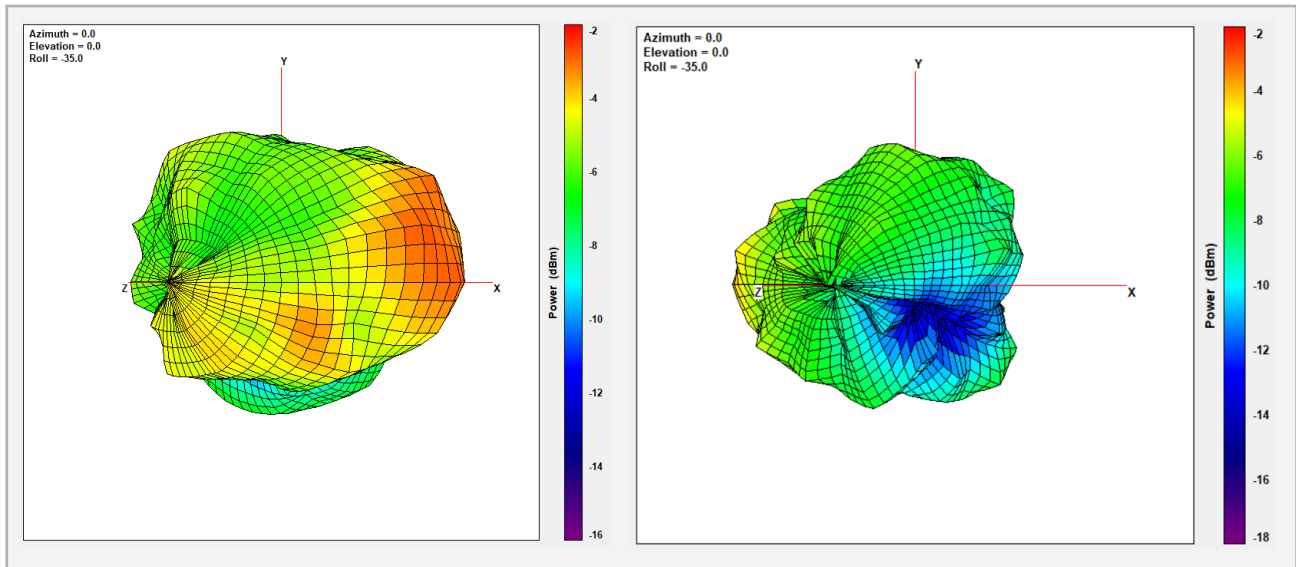 Azimuth = 0.0
Elevation = 0.0
Roll = -35.0
Y
Z
X
-2
-4
-6
-8
-10
-12
-14
-16
Power (dBm)
Azimuth = 0.0
Elevation = 0.0
Roll = -35.0
Y
Z
X
-2
-4
-6
-8
-10
-12
-14
-16
-18
Power (dBm)